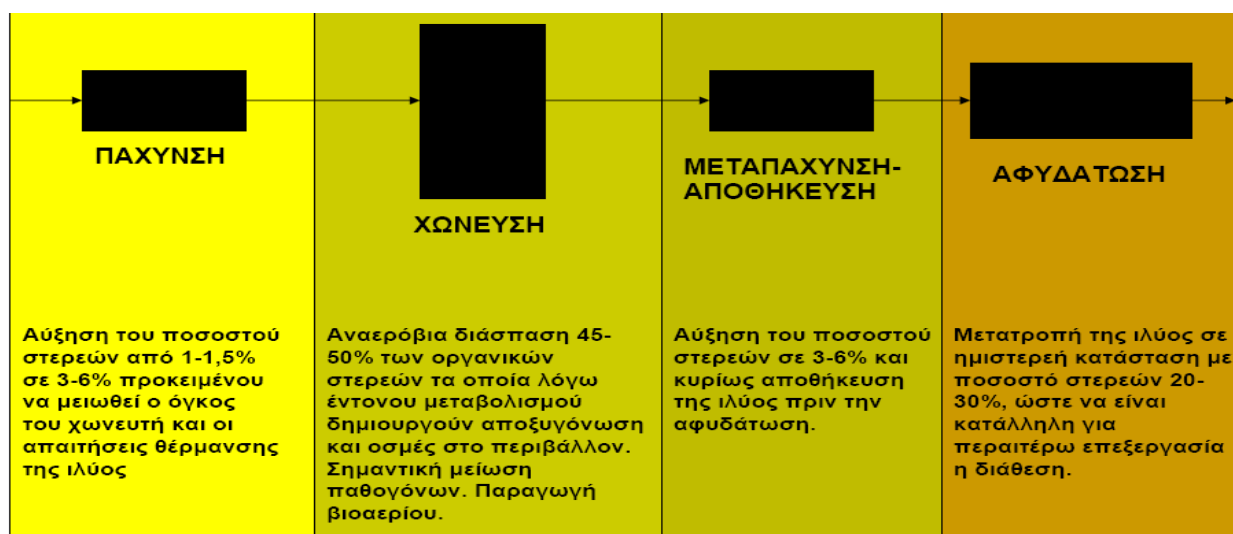 ΠΑΧΥΝΣΗ
Αύξηση του ποσοστού
στερεών από 1-1,5%
σε 3-6% προκειμένου
να μειωθεί ο όγκος
του χωνευτή και οι
απαιτήσεις θέρμανσης
της ιλύος
ΧΩΝΕΥΣΗ
Αναερόβια διάσπαση 45-
50% των οργανικών
στερεών τα οποία λόγω
έντονου μεταβολισμού
δημιουργούν αποξυγόνωση
και οσμές στο περιβάλλον.
Σημαντική μείωση
παθογόνων. Παραγωγή
βιοαερίου.
ΜΕΤΑΠΑΧΥΝΣΗ-
ΑΠΟΘΗΚΕΥΣΗ
Αύξηση του ποσοστού
στερεών σε 3-6% και
κυρίως αποθήκευση
της ιλύος πριν την
αφυδάτωση.
ΑΦΥΔΑΤΩΣΗ
Μετατροπή της ιλύος σε
ημιστερεή κατάσταση με
ποσοστό στερεών 20-
30%, ώστε να είναι
κατάλληλη για
περαιτέρω επεξεργασία
η διάθεση.